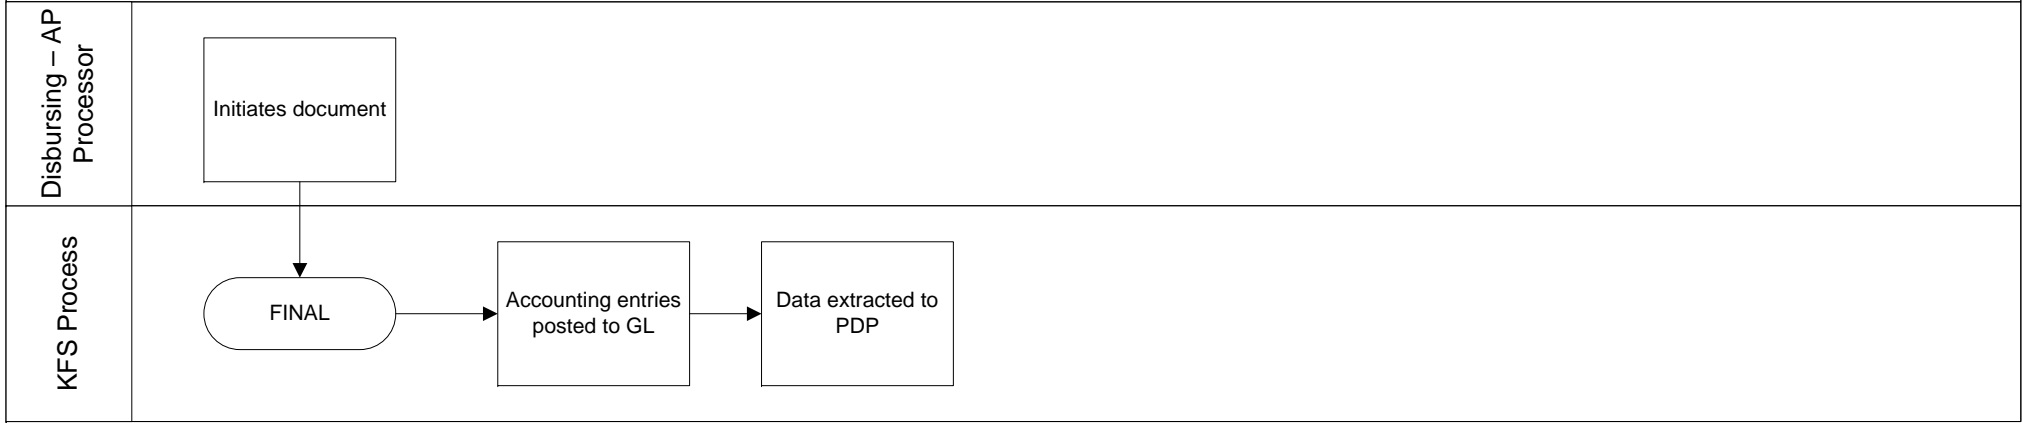 Disbursing – AP
Processor
Initiates document
KFS Process
FINAL
Accounting entries
posted to GL
Data extracted to
PDP